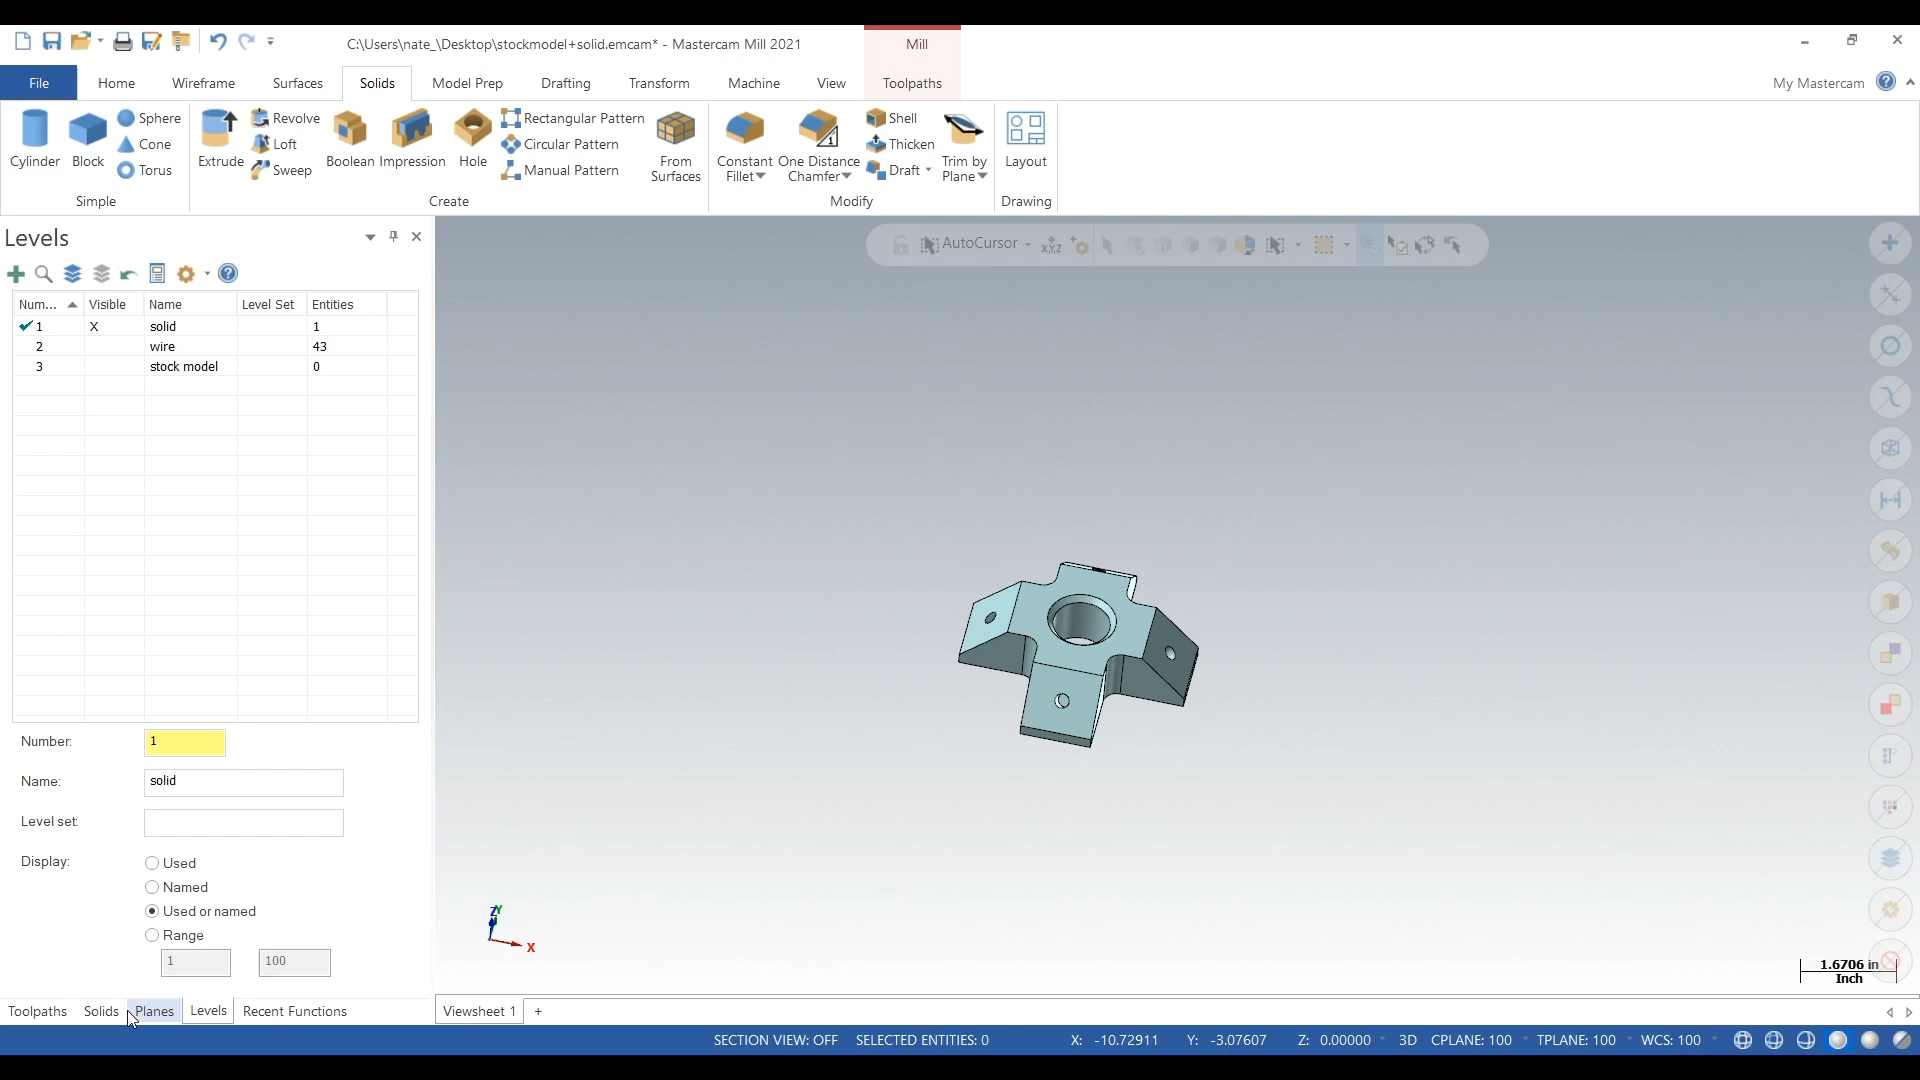 C:\Users\nate_\Desktop\stockmodel+solid.emcam* - Mastercam Mill 2021
Mill
File Home Wireframe Surfaces Solids Model Prep Drafting Transform Machine View Toolpaths My Mastercam
Cylinder Block Sphere Cone Torus
Simple
Extrude Revolve Loft Sweep Boolean Impression Hole Rectangular Pattern Circular Pattern Manual Pattern From Surfaces
Create
Constant Fillet One Distance Chamfer Shell Thicken Draft Trim by Plane
Modify
Layout
Drawing
Levels
AutoCursor
Num... Visible Name Level Set Entities
1 X solid 1
2 wire 43
3 stock model 0
Number: 1
Name: solid
Level set:
Display: Used
Named
Used or named
Range
1 100
Z Y X
1.6706 in
Inch
Toolpaths Solids Planes Levels Recent Functions
Viewsheet 1 +
SECTION VIEW: OFF SELECTED ENTITIES: 0 X: -10.72911 Y: -3.07607 Z: 0.00000 3D CPLANE: 100 TPLANE: 100 WCS: 100